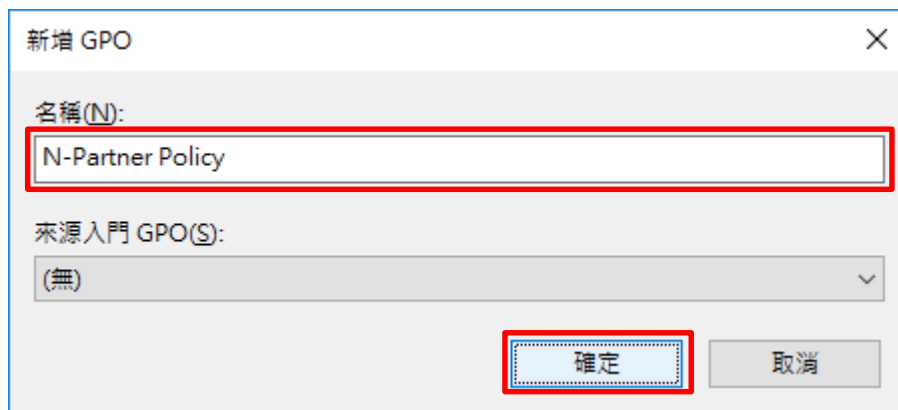 新增 GPO
名稱(N):
N-Partner Policy
來源入門 GPO(S):
(無)
確定
取消